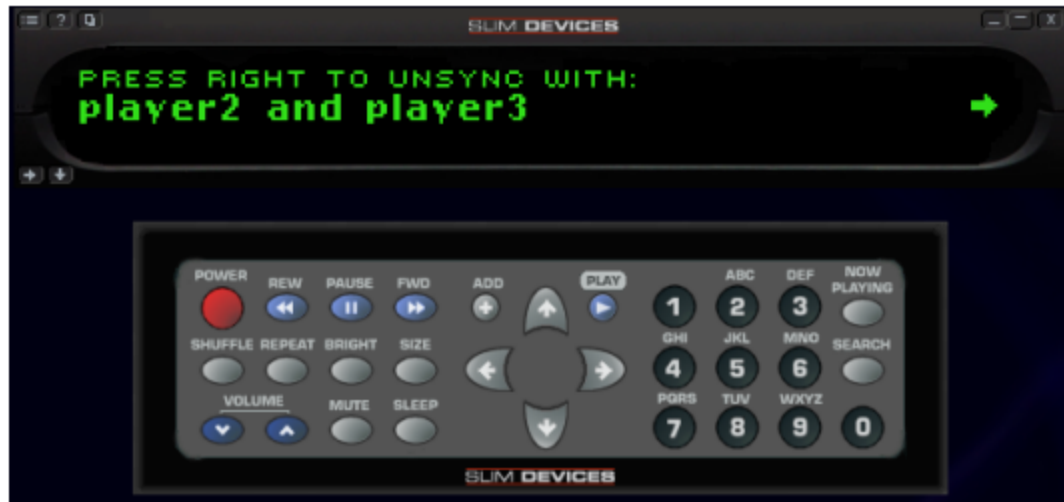 ?
SLIM DEVICES
X
PRESS RIGHT TO UNSYNC WITH:
player2 and player3
POWER
REW
PAUSE
FWD
ADD
PLAY
ABC
DEF
NOW
PLAYING
1
2
3
SHUFFLE
REPEAT
BRIGHT
SIZE
GHI
JKL
MNO
SEARCH
4
5
6
VOLUME
MUTE
SLEEP
PQRS
TUV
WXYZ
7
8
9
0
SLIM DEVICES